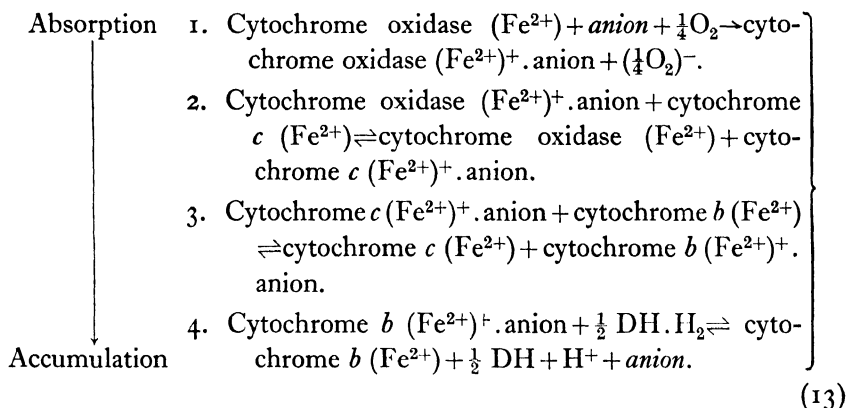 Absorption 1. Cytochrome oxidase (Fe²⁺)+anion+¼O₂→cyto-
chrome oxidase (Fe²⁺)⁺.anion+(¼O₂)⁻.
2. Cytochrome oxidase (Fe²⁺)⁺.anion+cytochrome
c (Fe²⁺)⇌cytochrome oxidase (Fe²⁺)+cyto-
chrome c (Fe²⁺)⁺.anion.
3. Cytochrome c (Fe²⁺)⁺.anion+cytochrome b (Fe²⁺)
⇌cytochrome c (Fe²⁺)+cytochrome b (Fe²⁺)⁺.
anion.
4. Cytochrome b (Fe²⁺)⁺.anion+½ DH.H₂⇌ cyto-
Accumulation chrome b (Fe²⁺)+½ DH+H⁺+anion.
(13)